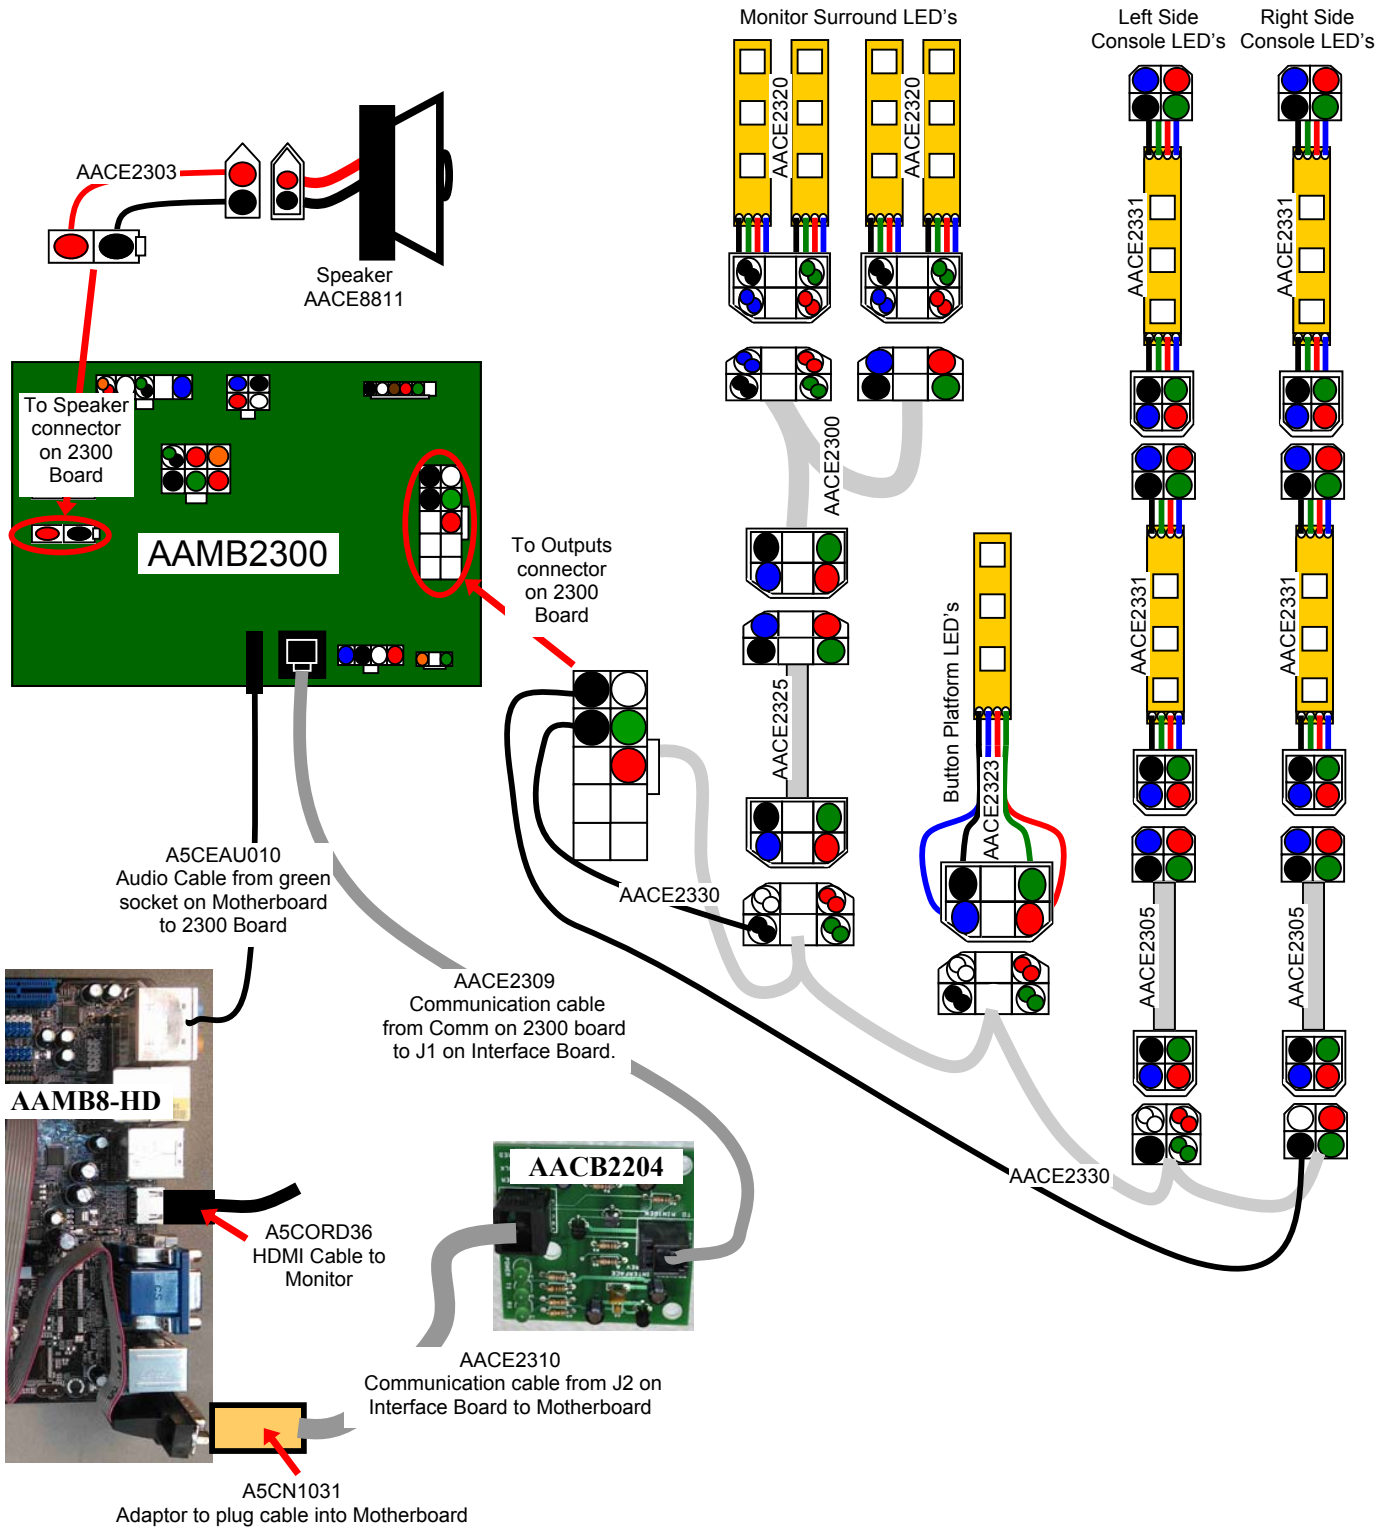 Monitor Surround LED's
Left Side
Console LED's
Right Side
Console LED's
AACE2320
AACE2320
AACE2303
Speaker
AACE8811
AACE2331
AACE2331
To Speaker
connector
on 2300
Board
AAMB2300
AACE2300
To Outputs
connector
on 2300
Board
AACE2325
Button Platform LED's
AACE2323
AACE2331
AACE2331
A5CEAU010
Audio Cable from green
socket on Motherboard
to 2300 Board
AACE2330
AACE2305
AACE2305
AACE2309
Communication cable
from Comm on 2300 board
to J1 on Interface Board.
AAMB8-HD
AACB2204
AACE2330
INTERFACE
A5CORD36
HDMI Cable to
Monitor
AACE2310
Communication cable from J2 on
Interface Board to Motherboard
A5CN1031
Adaptor to plug cable into Motherboard